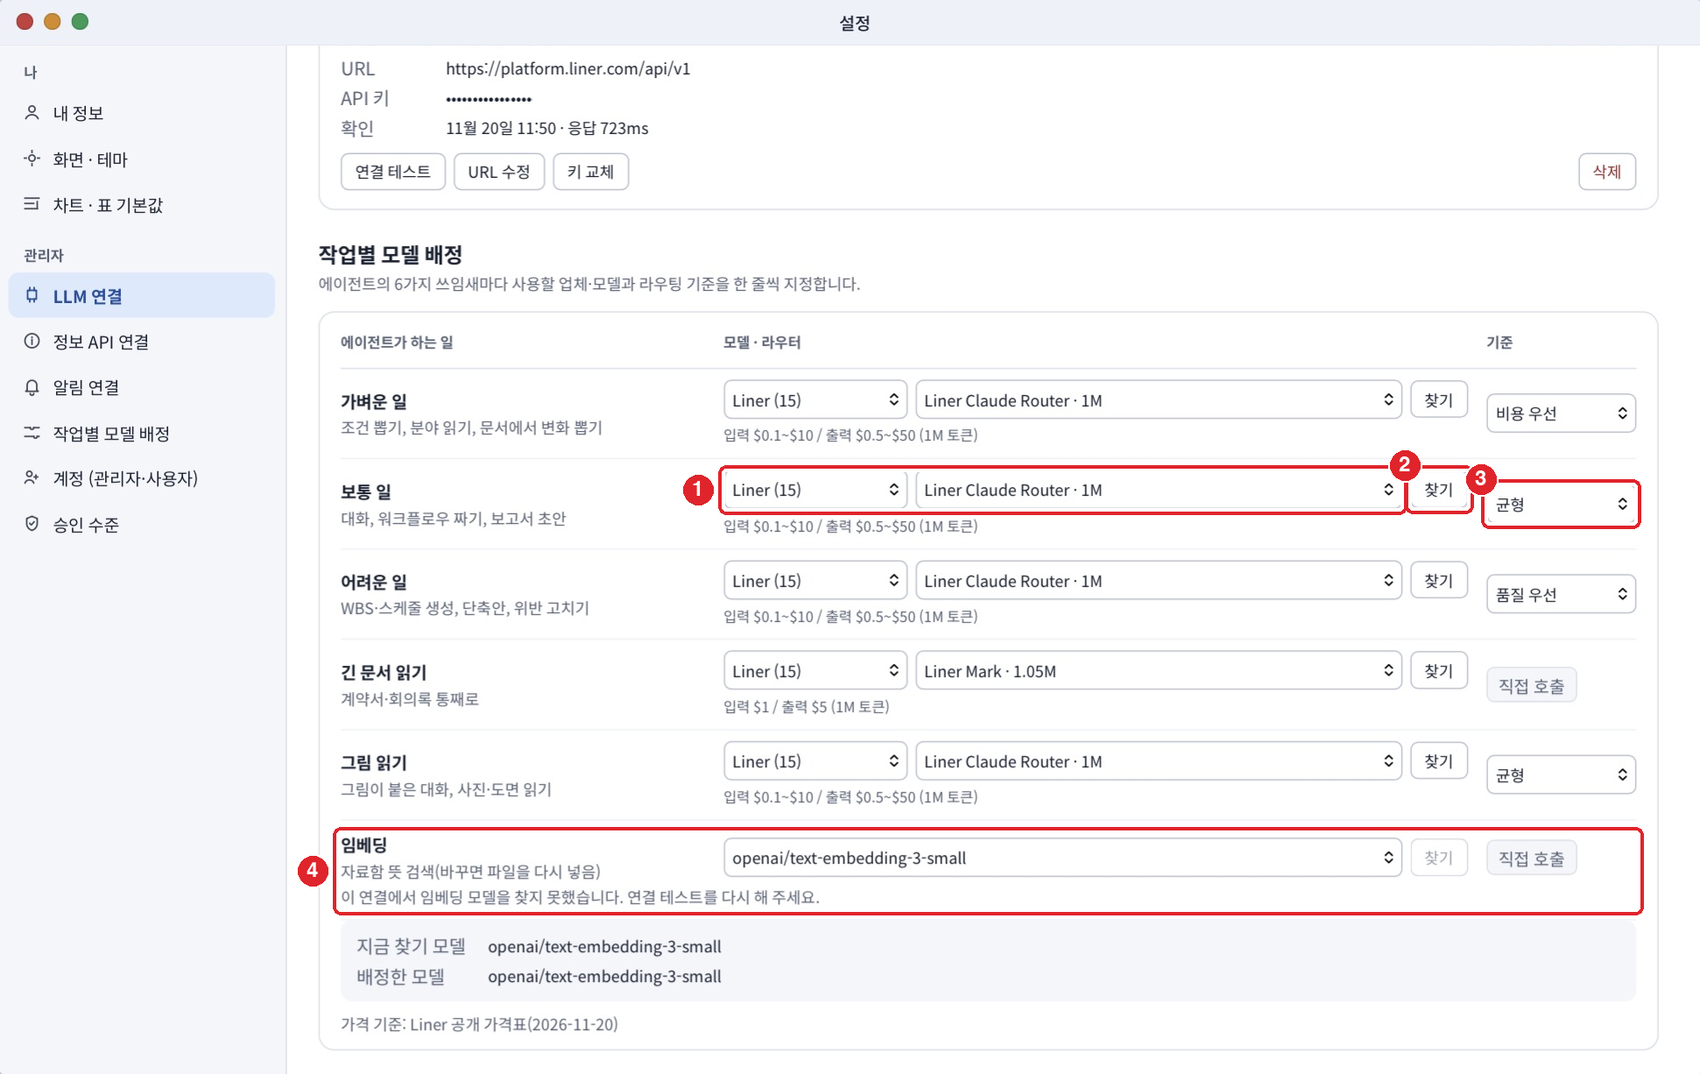 설정
나
내 정보
화면 · 테마
차트 · 표 기본값
관리자
LLM 연결
정보 API 연결
알림 연결
작업별 모델 배정
계정 (관리자·사용자)
승인 수준
URL https://platform.liner.com/api/v1
API 키 ••••••••••••••••
확인 11월 20일 11:50 · 응답 723ms
연결 테스트 URL 수정 키 교체 삭제
작업별 모델 배정
에이전트의 6가지 쓰임새마다 사용할 업체·모델과 라우팅 기준을 한 줄씩 지정합니다.
에이전트가 하는 일 모델 · 라우터 기준
가벼운 일 Liner (15) Liner Claude Router · 1M 찾기 비용 우선
조건 뽑기, 분야 읽기, 문서에서 변화 뽑기 입력 $0.1~$10 / 출력 $0.5~$50 (1M 토큰)
1 2 3
보통 일 Liner (15) Liner Claude Router · 1M 찾기 균형
대화, 워크플로우 짜기, 보고서 초안 입력 $0.1~$10 / 출력 $0.5~$50 (1M 토큰)
어려운 일 Liner (15) Liner Claude Router · 1M 찾기 품질 우선
WBS·스케줄 생성, 단축안, 위반 고치기 입력 $0.1~$10 / 출력 $0.5~$50 (1M 토큰)
긴 문서 읽기 Liner (15) Liner Mark · 1.05M 찾기 직접 호출
계약서·회의록 통째로 입력 $1 / 출력 $5 (1M 토큰)
그림 읽기 Liner (15) Liner Claude Router · 1M 찾기 균형
그림이 붙은 대화, 사진·도면 읽기 입력 $0.1~$10 / 출력 $0.5~$50 (1M 토큰)
4
임베딩 openai/text-embedding-3-small 찾기 직접 호출
자료함 뜻 검색(바꾸면 파일을 다시 넣음)
이 연결에서 임베딩 모델을 찾지 못했습니다. 연결 테스트를 다시 해 주세요.
지금 찾기 모델 openai/text-embedding-3-small
배정한 모델 openai/text-embedding-3-small
가격 기준: Liner 공개 가격표(2026-11-20)